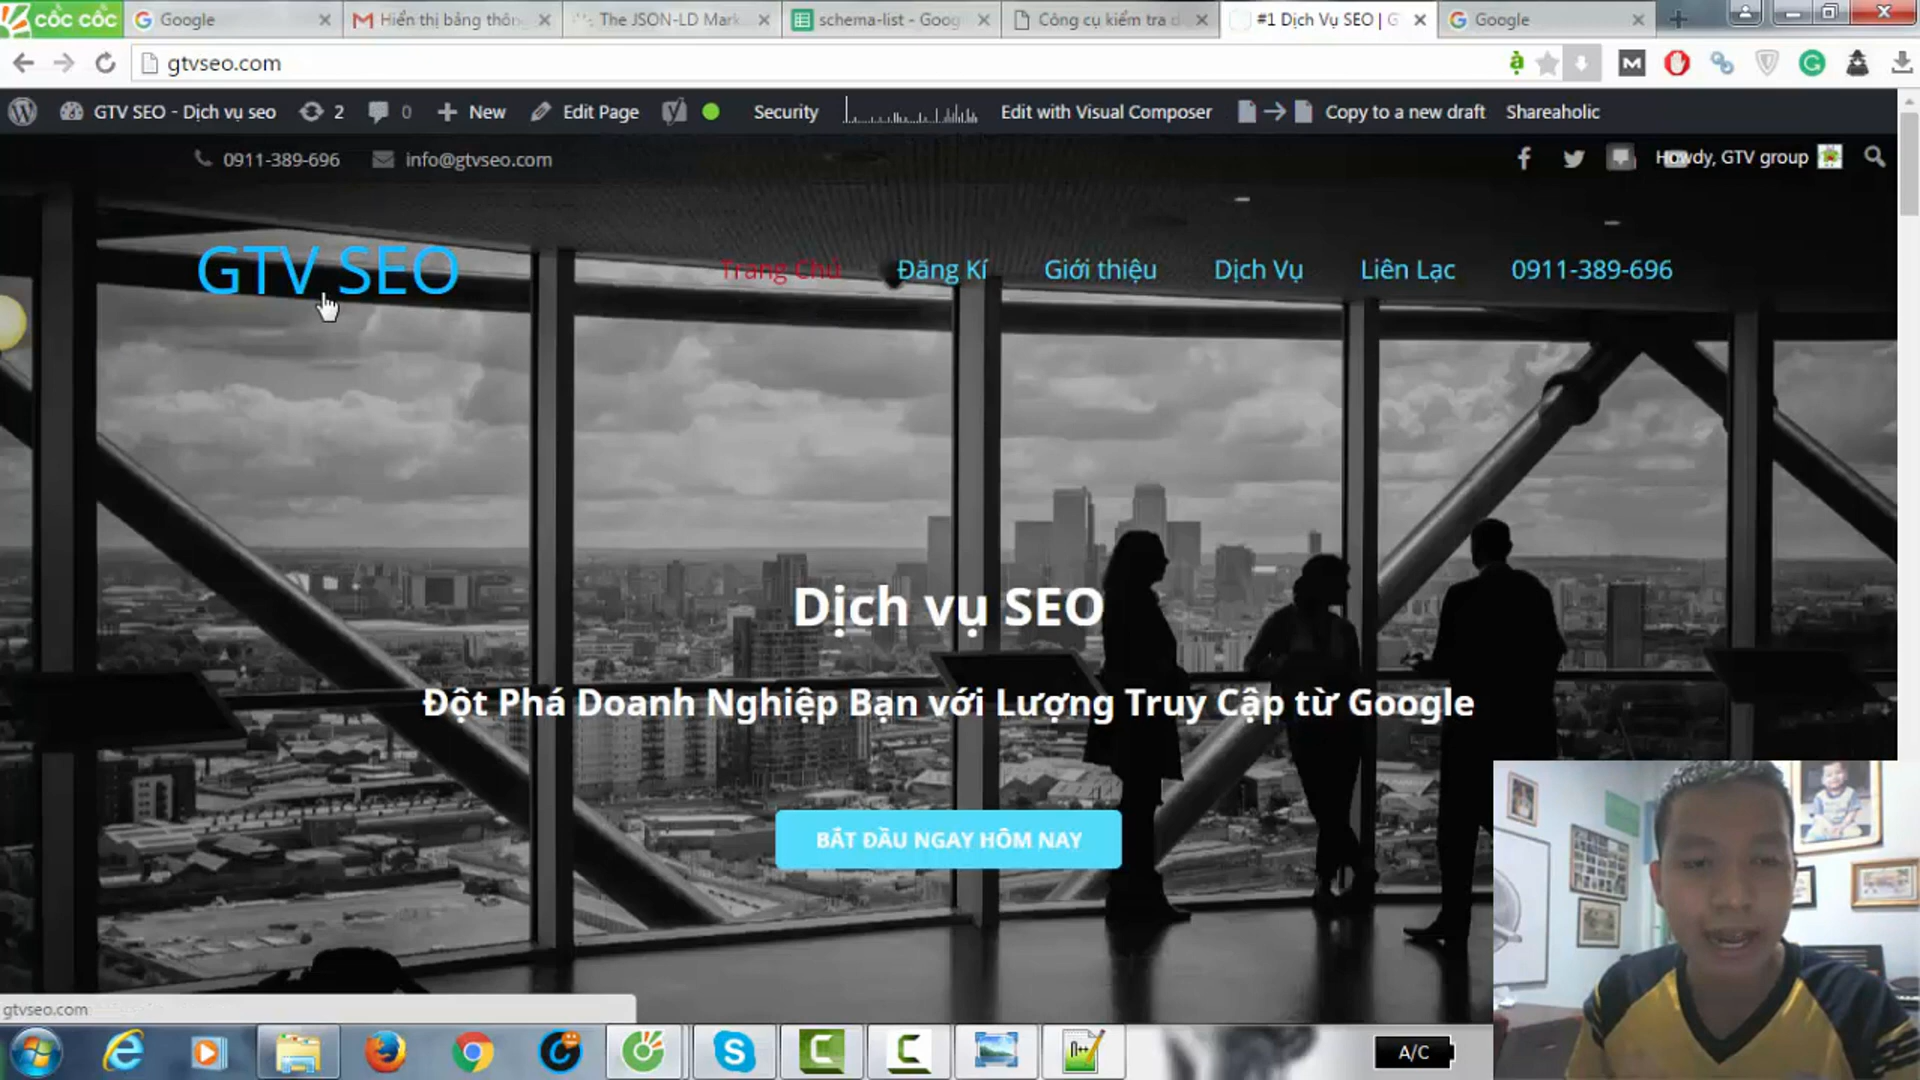 cốc cốc
Google
Hiển thị bảng thôn
The JSON-LD Mark
schema-list - Goog
Công cụ kiểm tra d
#1 Dịch Vụ SEO | G
Google
gtvseo.com
GTV SEO - Dịch vụ seo
2
0
New
Edit Page
Security
Edit with Visual Composer
Copy to a new draft
Shareaholic
0911-389-696
info@gtvseo.com
Howdy, GTV group
GTV SEO
Trang Chủ
Đăng Kí
Giới thiệu
Dịch Vụ
Liên Lạc
0911-389-696
Dịch vụ SEO
Đột Phá Doanh Nghiệp Bạn với Lượng Truy Cập từ Google
BẮT ĐẦU NGAY HÔM NAY
gtvseo.com
A/C